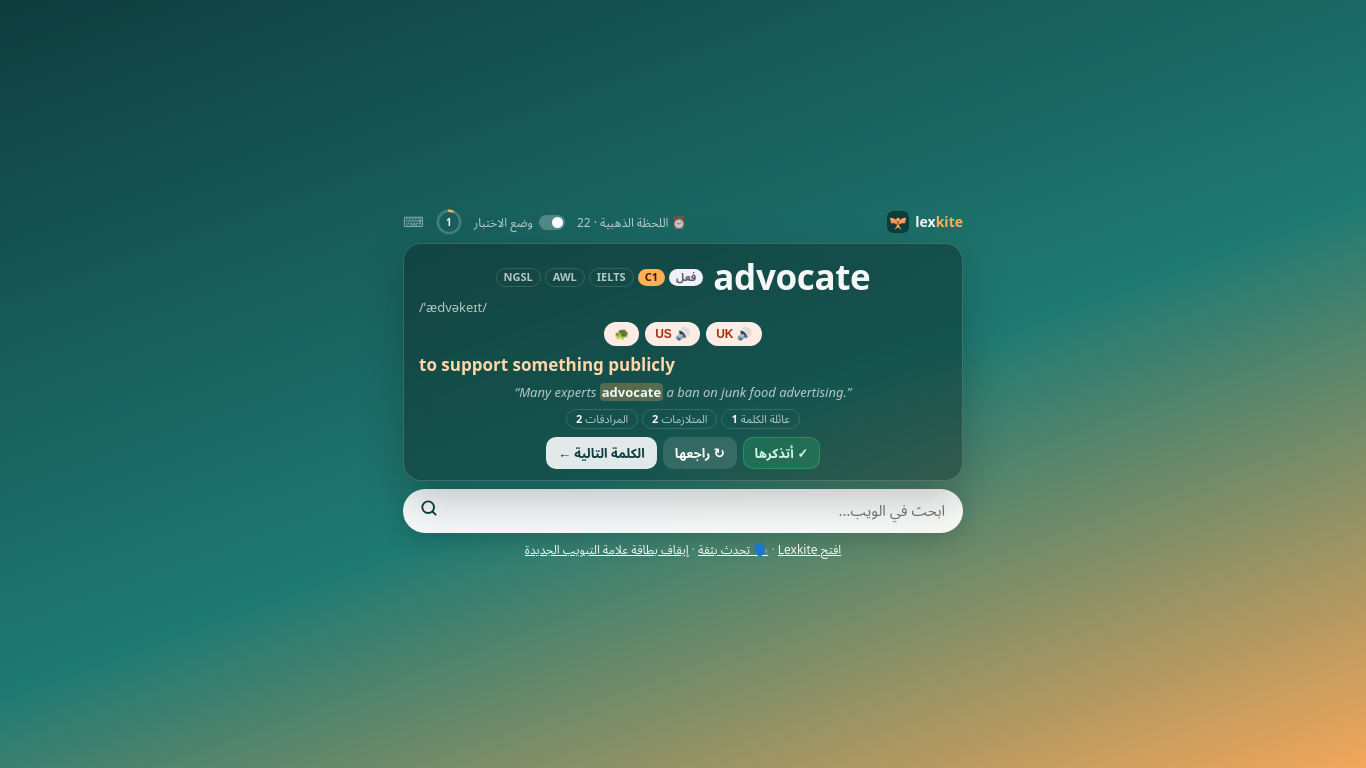 lexkite
⏰ اللحظة الذهبية · 22 وضع الاختبار 1 ⌨
advocate فعل C1 IELTS AWL NGSL
/ˈædvəkeɪt/
UK 🔊 US 🔊 🐢
to support something publicly
“Many experts advocate a ban on junk food advertising.”
عائلة الكلمة 1 المتلازمات 2 المرادفات 2
✓ أتذكرها ↻ راجعها الكلمة التالية ←
ابحث في الويب...
افتح Lexkite · 🗣️ تحدث بثقة · إيقاف بطاقة علامة التبويب الجديدة